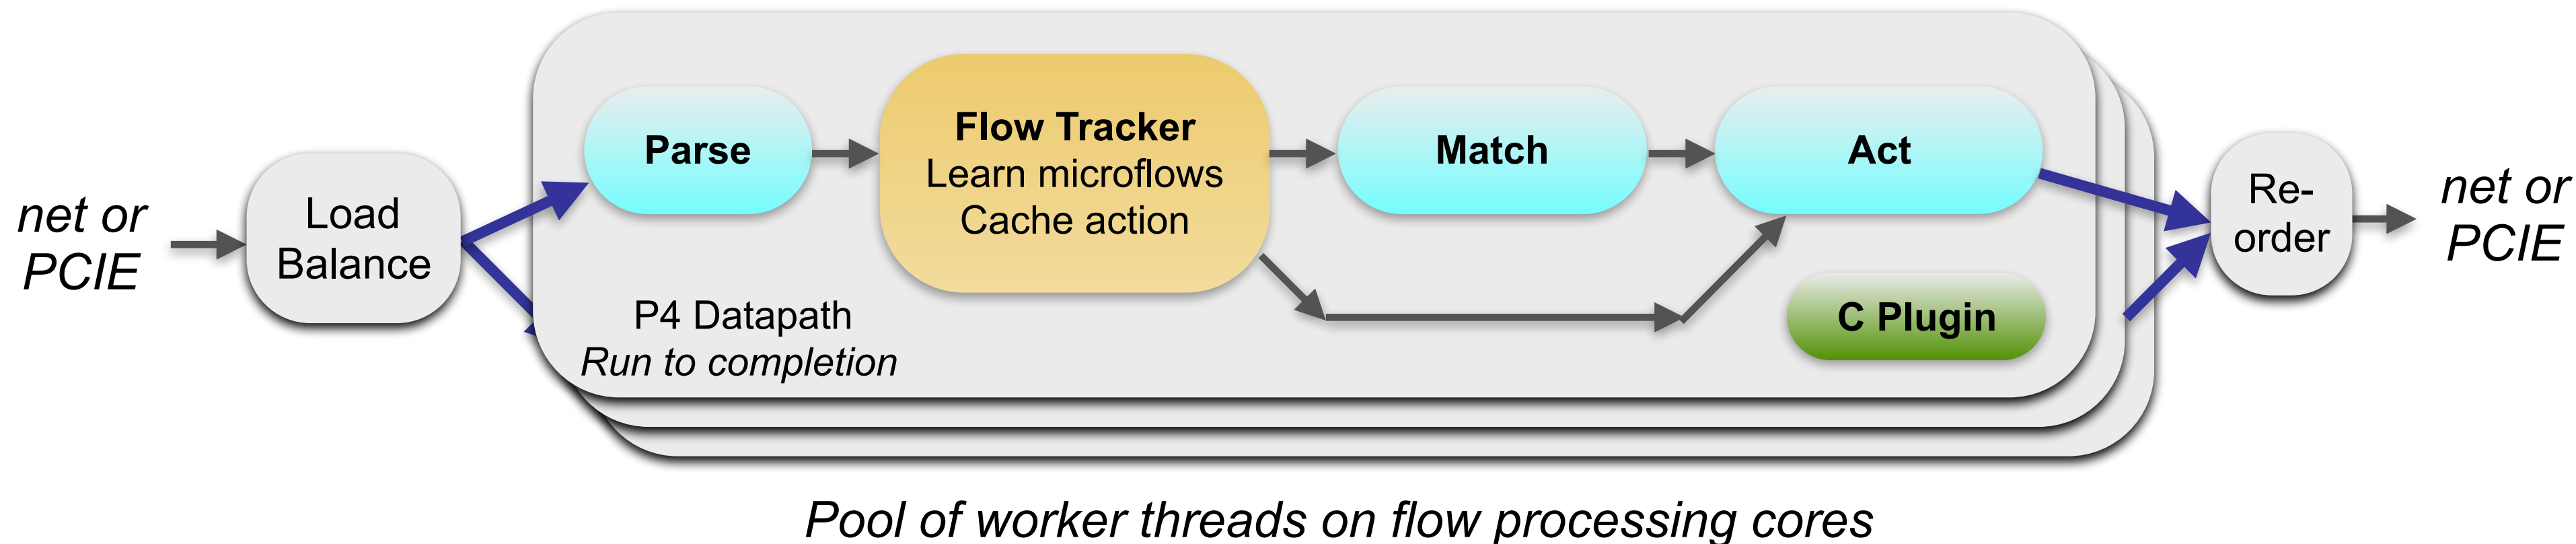 net or
PCIE
Load
Balance
Parse
Flow Tracker
Learn microflows
Cache action
Match
Act
P4 Datapath
Run to completion
C Plugin
Re-
order
net or
PCIE
Pool of worker threads on flow processing cores